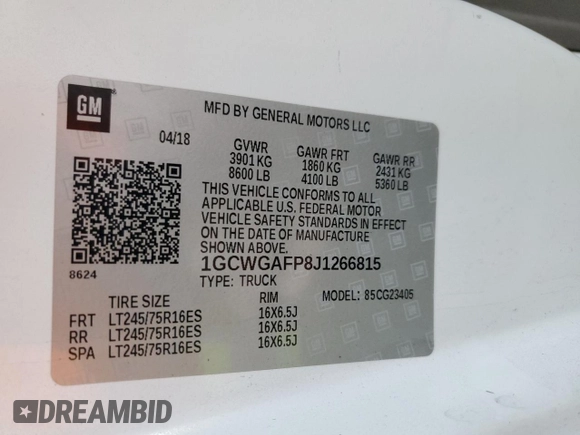 GM
MFD BY GENERAL MOTORS LLC
04/18
GVWR GAWR FRT GAWR RR
3901 KG 1860 KG 2431 KG
8600 LB 4100 LB 5360 LB
THIS VEHICLE CONFORMS TO ALL
APPLICABLE U.S. FEDERAL MOTOR
VEHICLE SAFETY STANDARDS IN EFFECT
ON THE DATE OF MANUFACTURE
SHOWN ABOVE.
8624
1GCWGAFP8J1266815
TYPE: TRUCK MODEL: 85CG23405
TIRE SIZE RIM
FRT LT245/75R16ES 16X6.5J
RR LT245/75R16ES 16X6.5J
SPA LT245/75R16ES 16X6.5J
DREAMBID